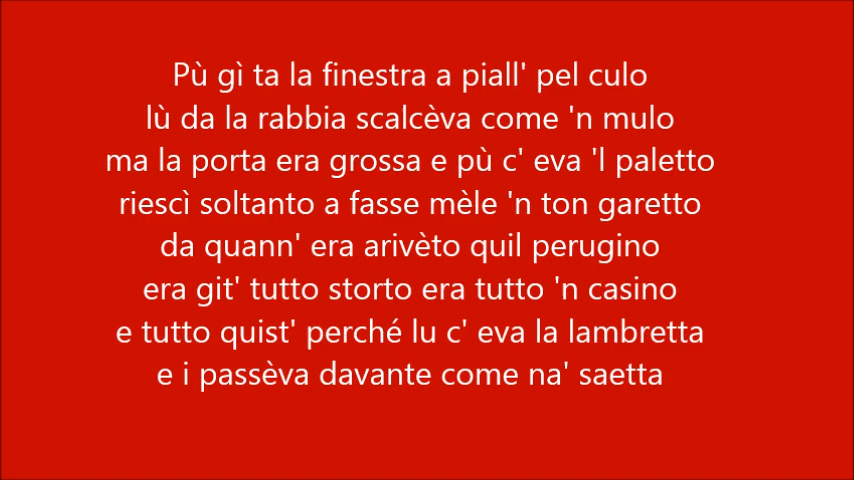 Pù gì ta la finestra a piall' pel culo
lù da la rabbia scalcèva come 'n mulo
ma la porta era grossa e pù c' eva 'l paletto
riescì soltanto a fasse mèle 'n ton garetto
da quann' era arivèto quil perugino
era git' tutto storto era tutto 'n casino
e tutto quist' perché lu c' eva la lambretta
e i passèva davante come na' saetta